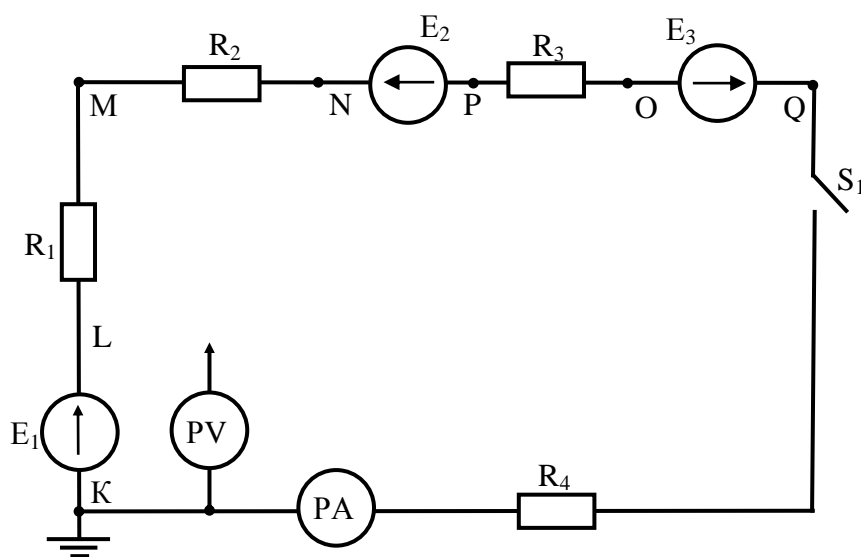 R₂
E₂
R₃
E₃
M
N
P
O
Q
S₁
R₁
L
E₁
PV
К
PA
R₄